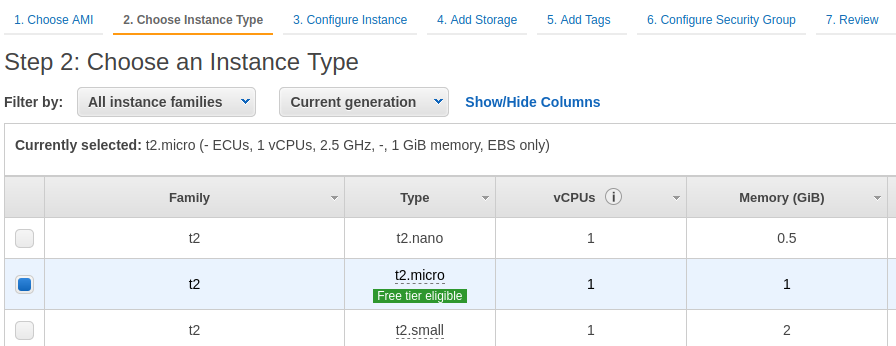 1. Choose AMI 2. Choose Instance Type 3. Configure Instance 4. Add Storage 5. Add Tags 6. Configure Security Group 7. Review
Step 2: Choose an Instance Type
Filter by: All instance families Current generation Show/Hide Columns
Currently selected: t2.micro (- ECUs, 1 vCPUs, 2.5 GHz, -, 1 GiB memory, EBS only)
Family Type vCPUs i Memory (GiB)
t2 t2.nano 1 0.5
t2 t2.micro 1 1
Free tier eligible
t2 t2.small 1 2